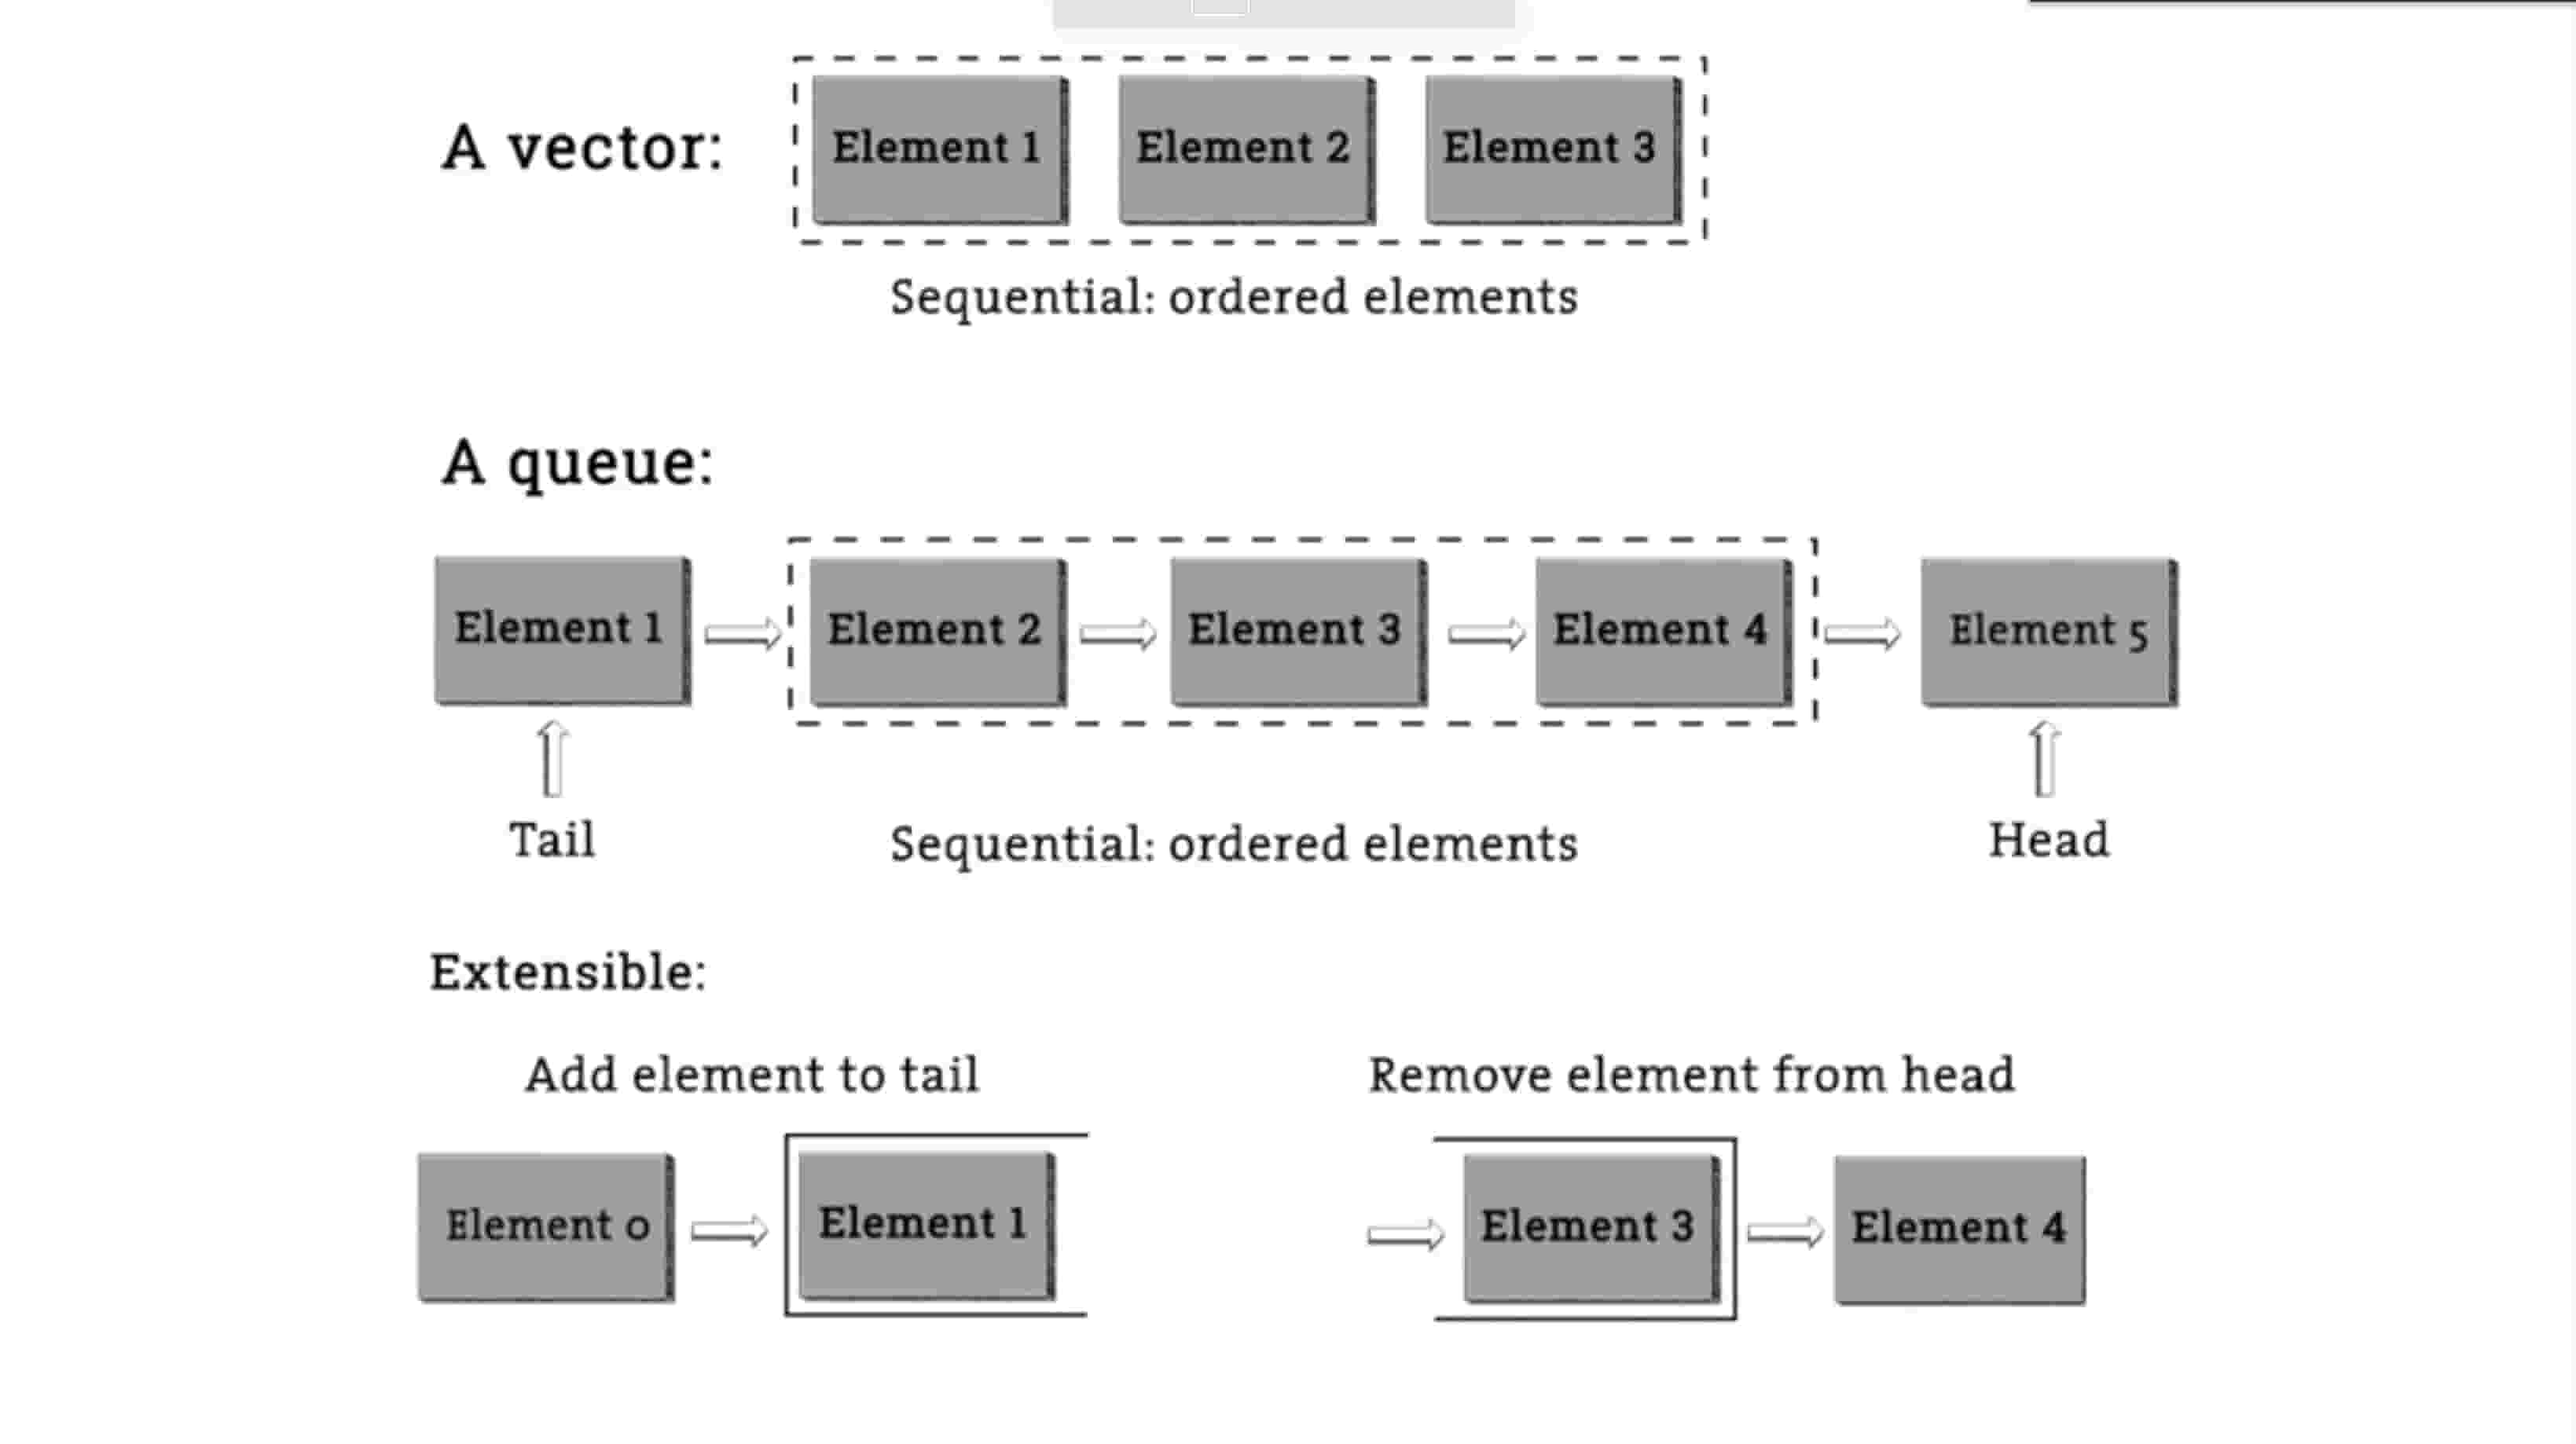 A vector:
Element 1 Element 2 Element 3
Sequential: ordered elements
A queue:
Element 1 Element 2 Element 3 Element 4 Element 5
Tail Sequential: ordered elements Head
Extensible:
Add element to tail Remove element from head
Element 0 Element 1 Element 3 Element 4